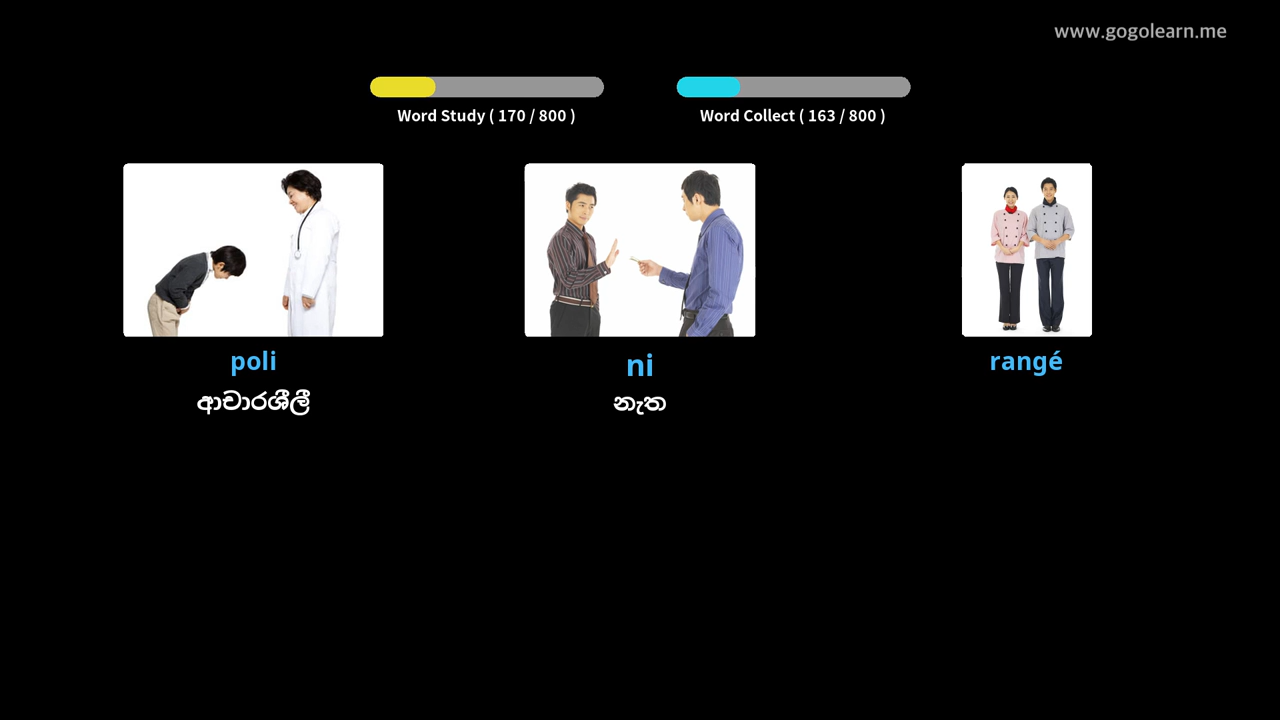 www.gogolearn.me
Word Study ( 170 / 800 )
Word Collect ( 163 / 800 )
poli
ආචාරශීලී
ni
නැත
rangé